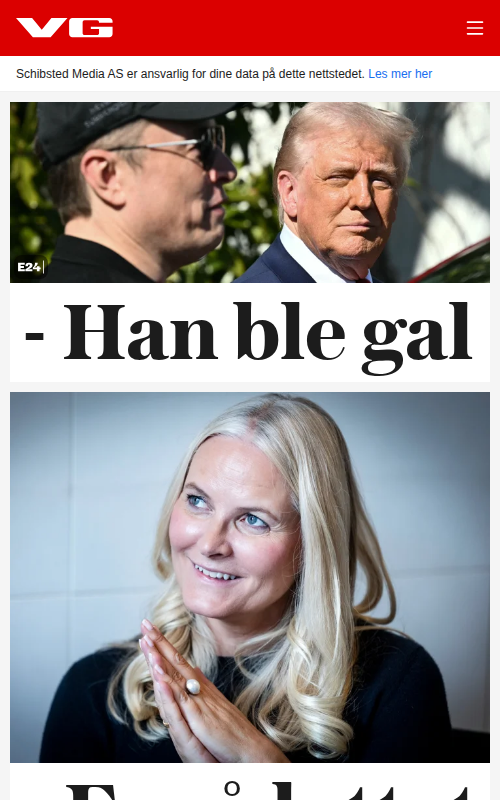 VG
Schibsted Media AS er ansvarlig for dine data på dette nettstedet. Les mer her
E24
- Han ble gal